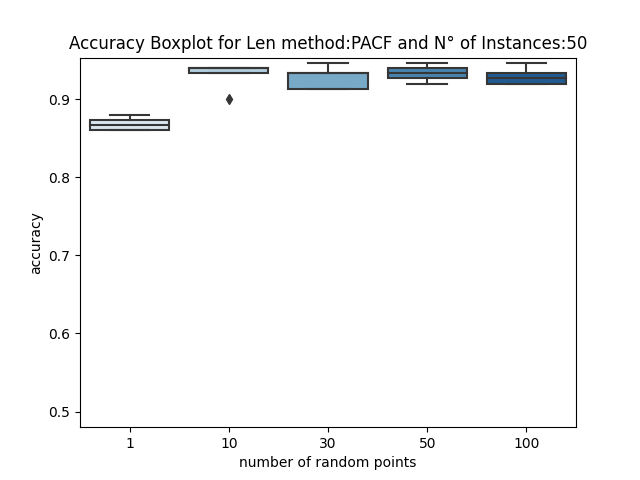 Accuracy Boxplot for Len method:PACF and N° of Instances:50
0.9
0.8
0.7
0.6
0.5
accuracy
1 10 30 50 100
number of random points